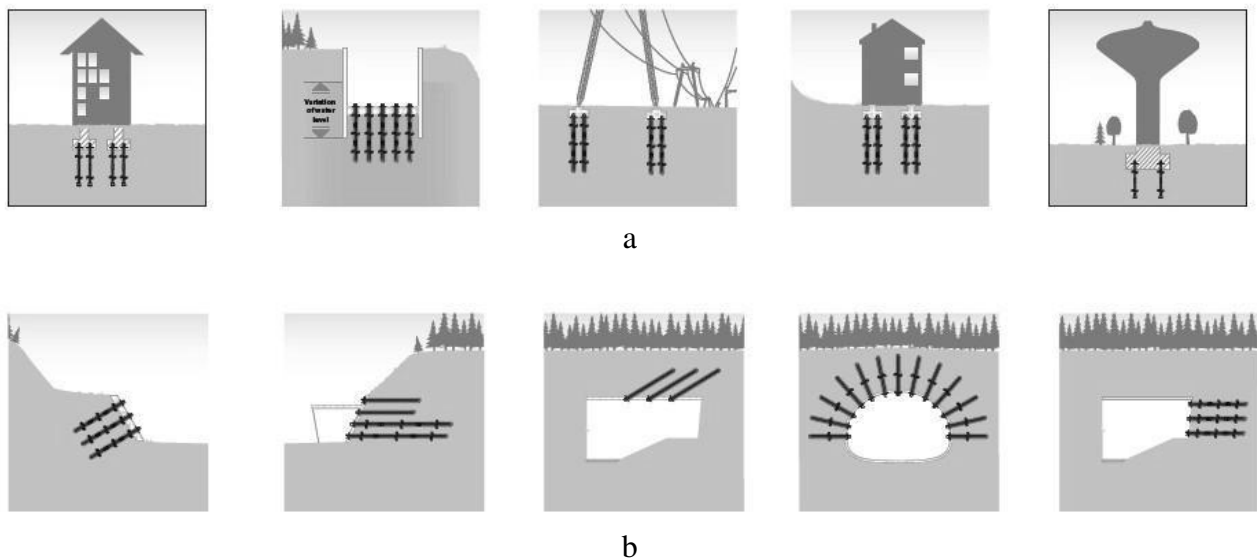 Variation
of water
level
a
b